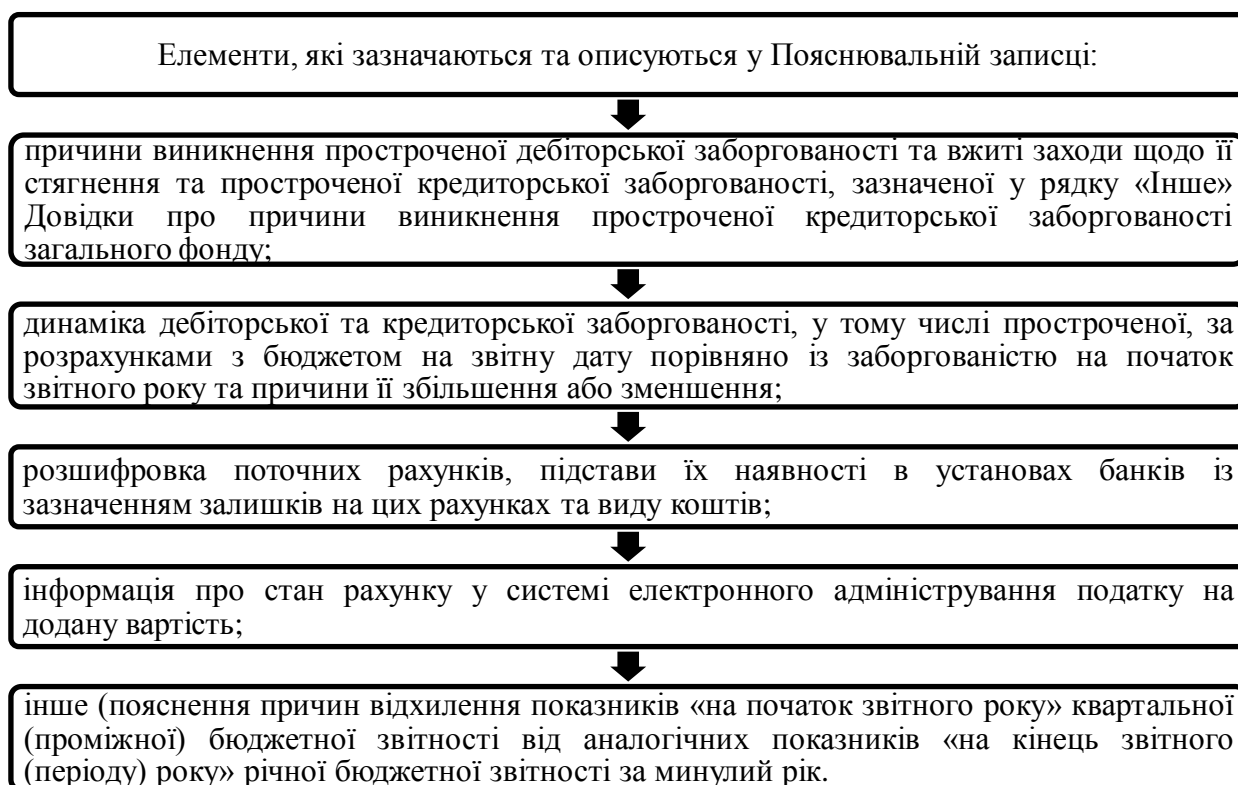 Елементи, які зазначаються та описуються у Пояснювальній записці:
причини виникнення простроченої дебіторської заборгованості та вжиті заходи щодо її
стягнення та простроченої кредиторської заборгованості, зазначеної у рядку «Інше»
Довідки про причини виникнення простроченої кредиторської заборгованості
загального фонду;
динаміка дебіторської та кредиторської заборгованості, у тому числі простроченої, за
розрахунками з бюджетом на звітну дату порівняно із заборгованістю на початок
звітного року та причини її збільшення або зменшення;
розшифровка поточних рахунків, підстави їх наявності в установах банків із
зазначенням залишків на цих рахунках та виду коштів;
інформація про стан рахунку у системі електронного адміністрування податку на
додану вартість;
інше (пояснення причин відхилення показників «на початок звітного року» квартальної
(проміжної) бюджетної звітності від аналогічних показників «на кінець звітного
(періоду) року» річної бюджетної звітності за минулий рік.